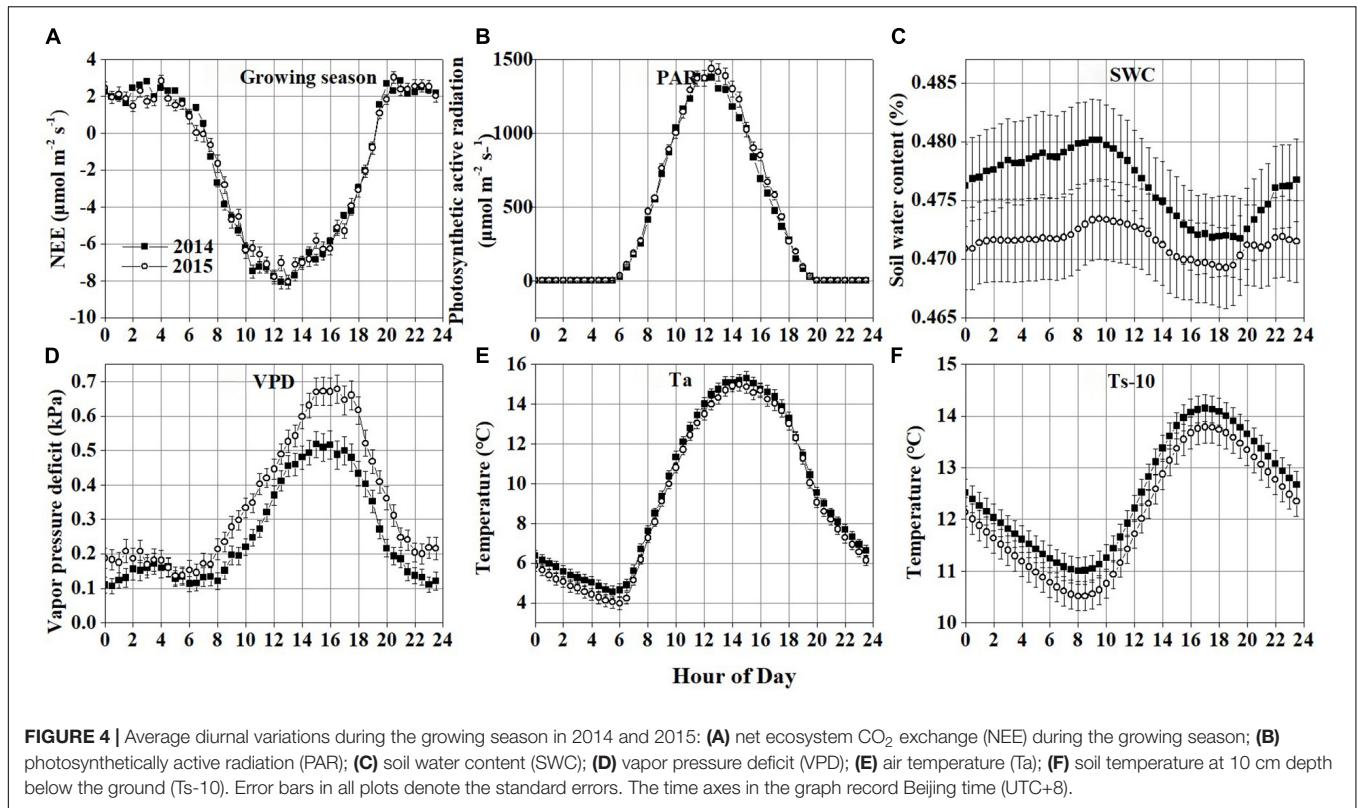 A
B
C
Growing season
PAR
SWC
NEE (μmol m⁻² s⁻¹)
4
2
0
-2
-4
-6
-8
-10
2014
2015
0 2 4 6 8 10 12 14 16 18 20 22 24
Photosynthetic active radiation
(μmol m⁻² s-¹)
1500
1000
500
0
0 2 4 6 8 10 12 14 16 18 20 22 24
Soil water content (%)
0.485
0.480
0.475
0.470
0.465
0 2 4 6 8 10 12 14 16 18 20 22 24
D
E
F
VPD
Ta
Ts-10
Vapor pressure deficit (kPa)
0.7
0.6
0.5
0.4
0.3
0.2
0.1
0.0
0 2 4 6 8 10 12 14 16 18 20 22 24
Temperature (°C)
16
14
12
10
8
6
4
0 2 4 6 8 10 12 14 16 18 20 22 24
Temperature (°C)
15
14
13
12
11
10
0 2 4 6 8 10 12 14 16 18 20 22 24
Hour of Day
FIGURE 4 | Average diurnal variations during the growing season in 2014 and 2015: (A) net ecosystem CO₂ exchange (NEE) during the growing season; (B)
photosynthetically active radiation (PAR); (C) soil water content (SWC); (D) vapor pressure deficit (VPD); (E) air temperature (Ta); (F) soil temperature at 10 cm depth
below the ground (Ts-10). Error bars in all plots denote the standard errors. The time axes in the graph record Beijing time (UTC+8).